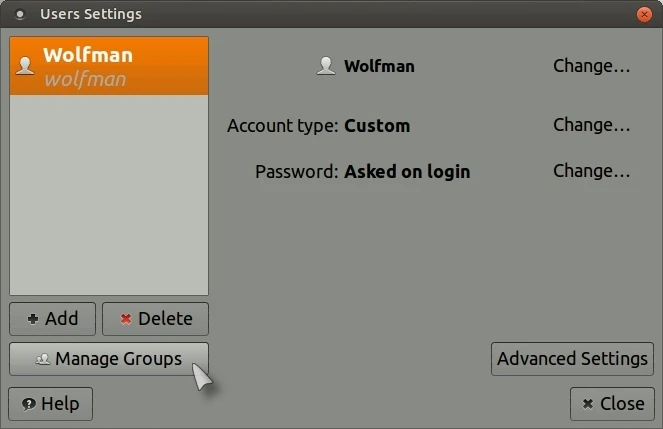 Users Settings
Wolfman
wolfman
Wolfman Change...
Account type: Custom Change...
Password: Asked on login Change...
Add Delete
Manage Groups Advanced Settings
Help Close